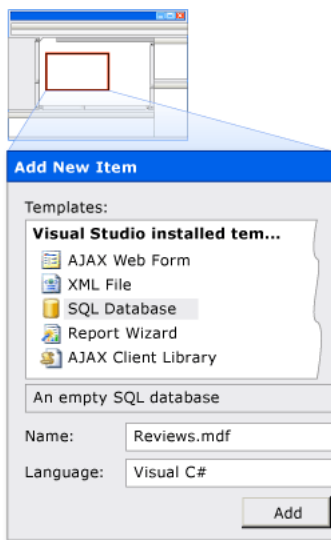 Add New Item
Templates:
Visual Studio installed tem...
AJAX Web Form
XML File
SQL Database
Report Wizard
AJAX Client Library
An empty SQL database
Name: Reviews.mdf
Language: Visual C#
Add